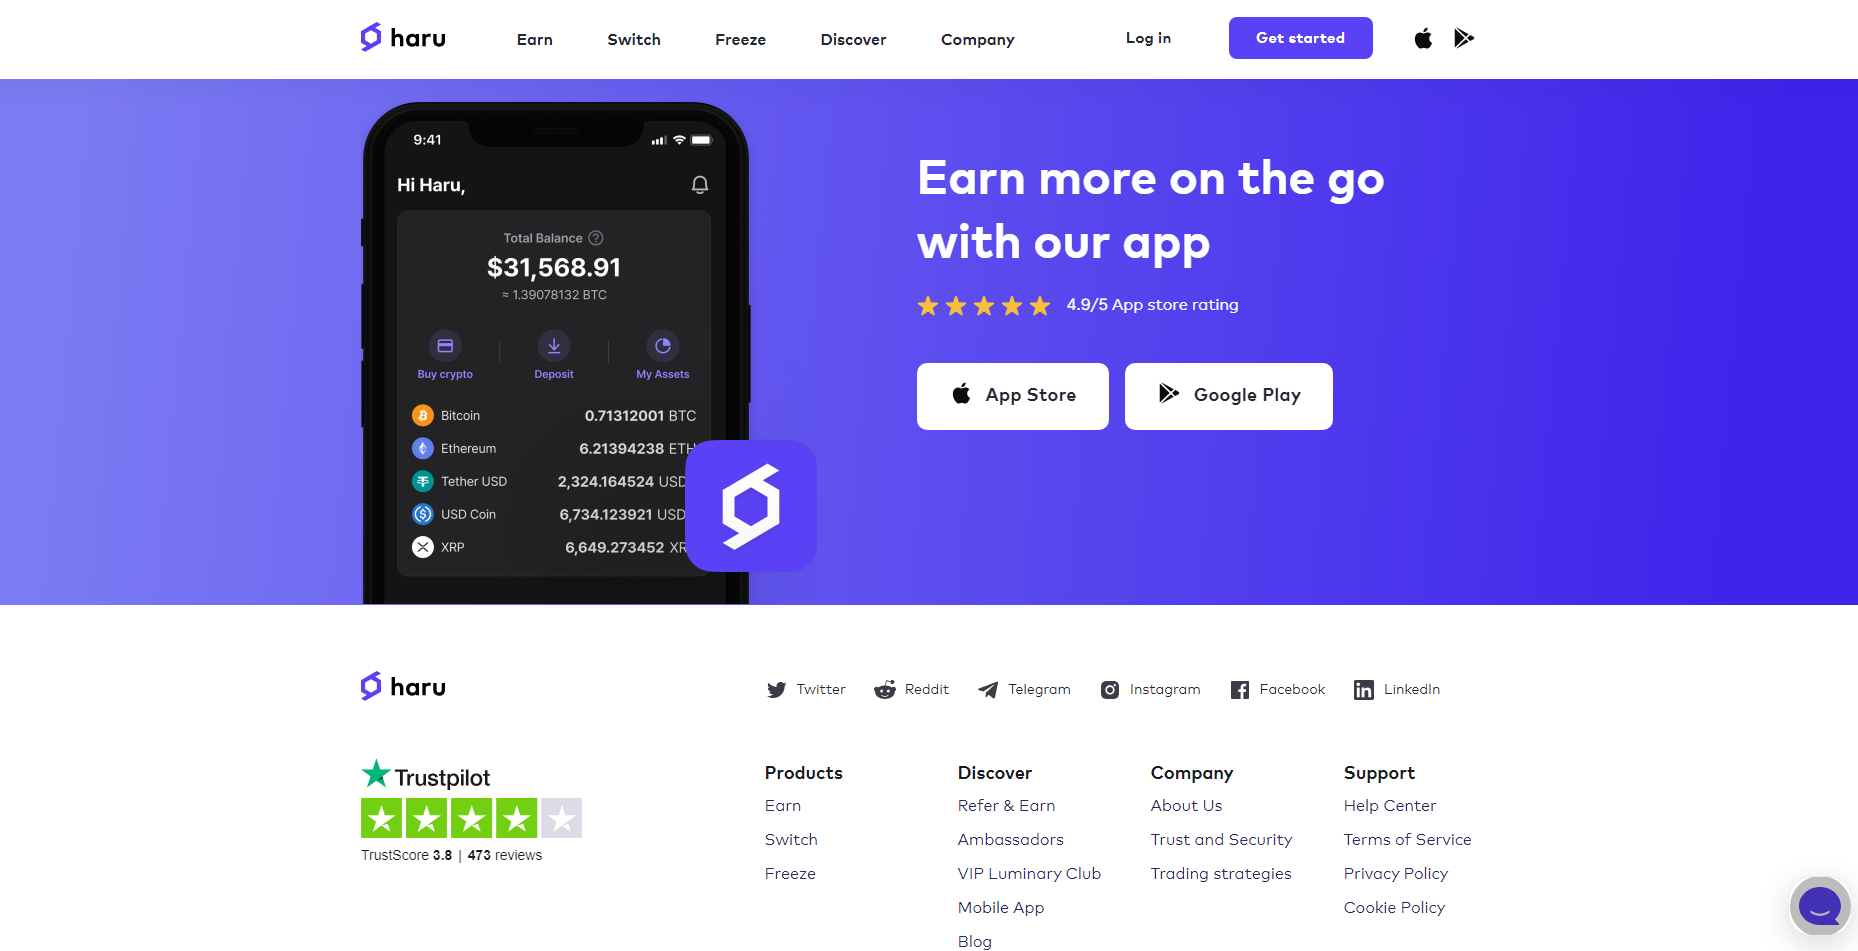 haru
Earn
Switch
Freeze
Discover
Company
Log in
Get started
9:41
Hi Haru,
Total Balance ?
$31,568.91
≈ 1.39078132 BTC
Buy crypto
Deposit
My Assets
Bitcoin 0.71312001 BTC
Ethereum 6.21394238 ETH
Tether USD 2,324.164524 USD
USD Coin 6,734.123921 USD
XRP 6,649.273452 XR
Earn more on the go
with our app
4.9/5 App store rating
App Store
Google Play
haru
Twitter
Reddit
Telegram
Instagram
Facebook
LinkedIn
Trustpilot
TrustScore 3.8 | 473 reviews
Products
Earn
Switch
Freeze
Discover
Refer & Earn
Ambassadors
VIP Luminary Club
Mobile App
Blog
Company
About Us
Trust and Security
Trading strategies
Support
Help Center
Terms of Service
Privacy Policy
Cookie Policy